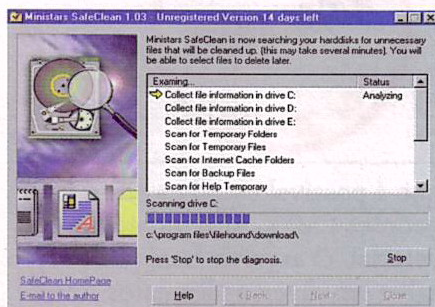 Ministars SafeClean 1.03 - Unregistered Version 14 days left
Ministars SafeClean is now searching your harddisks for unnecessary
files that will be cleaned up. (this may take several minutes). You will
be able to select files to delete later.
Examing... Status
Collect file information in drive C: Analyzing
Collect file information in drive D:
Collect file information in drive E:
Scan for Temporary Folders
Scan for Temporary Files
Scan for Internet Cache Folders
Scan for Backup Files
Scan for Help Temporary
Scanning drive C:
c:\program files\filehound\download\
Press 'Stop' to stop the diagnosis. Stop
SafeClean HomePage
E-mail to the author
Help < Back Next > Close